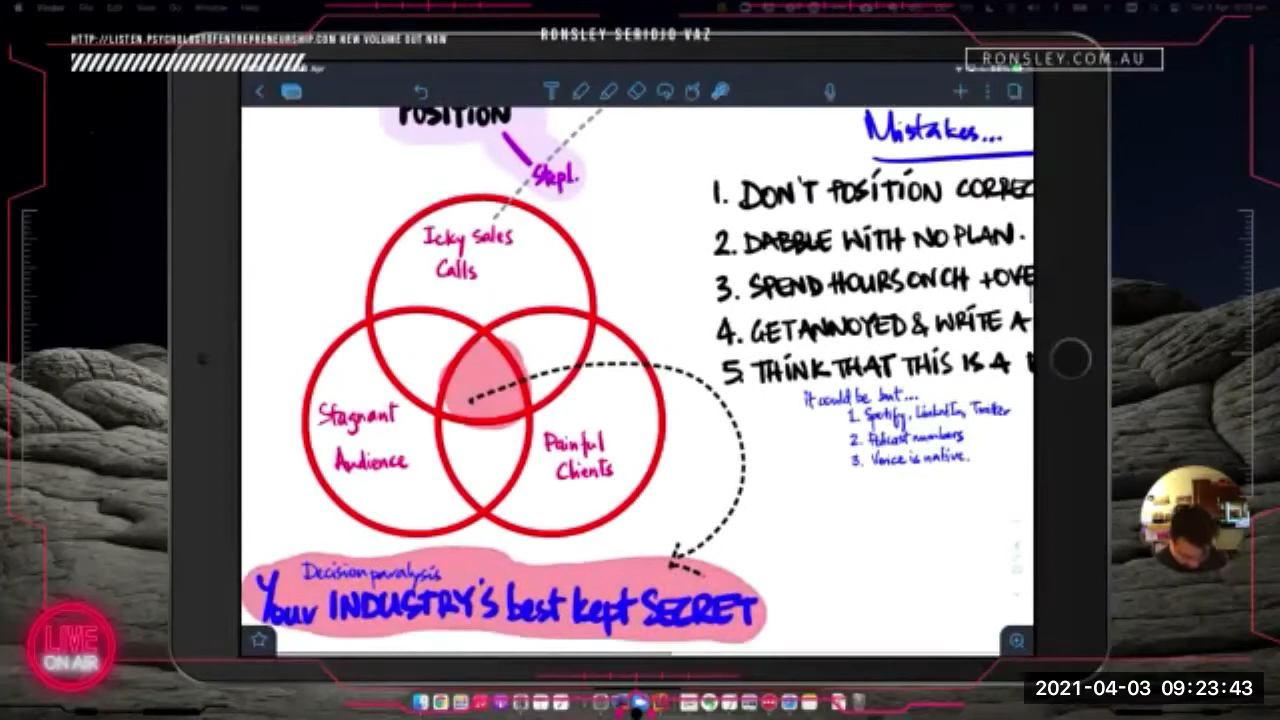 RONSLEY SERIOJO VAZ
HTTP://LISTEN.PSYCHOLOGYOFENTREPRENEURSHIP.COM NEW VOLUME OUT NOW
RONSLEY.COM.AU
POSITION
Step1.
Icky sales
Calls
Stagnant
Audience
Painful
Clients
Decision paralysis
Your INDUSTRY'S best kept SECRET
Mistakes...
1. DON'T POSITION CORREC
2. DABBLE WITH NO PLAN.
3. SPEND HOURS ON CH + OVE
4. GET ANNOYED & WRITE A
5. THINK THAT THIS IS A
it could be but...
1. Spotify, LinkedIn, Twitter
2. Podcast numbers
3. Voice is native.
LIVE
ON AIR
2021-04-03 09:23:43